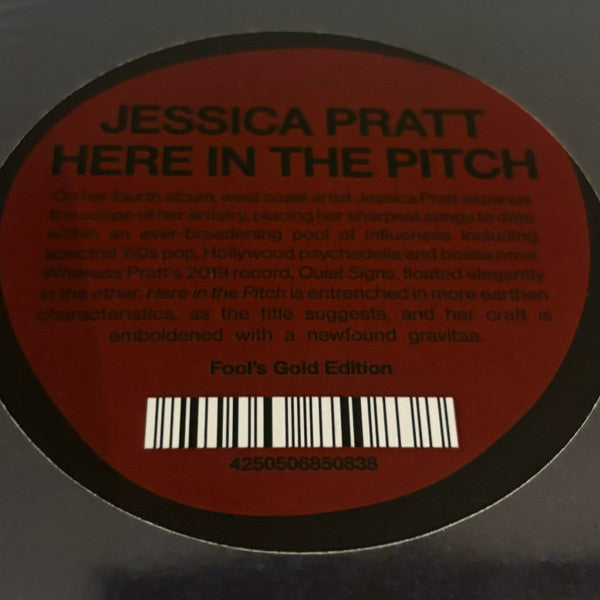 JESSICA PRATT
HERE IN THE PITCH
On her fourth album, west coast artist Jessica Pratt expands
the scope of her artistry, placing her sharpest songs to date
within an ever-broadening pool of influences including
spectral '60s pop, Hollywood psychedelia and bossa nova.
Whereas Pratt's 2019 record, Quiet Signs, floated elegantly
in the ether, Here in the Pitch is entrenched in more earthen
characteristics, as the title suggests, and her craft is
emboldened with a newfound gravitas.
Fool's Gold Edition
4250506850838